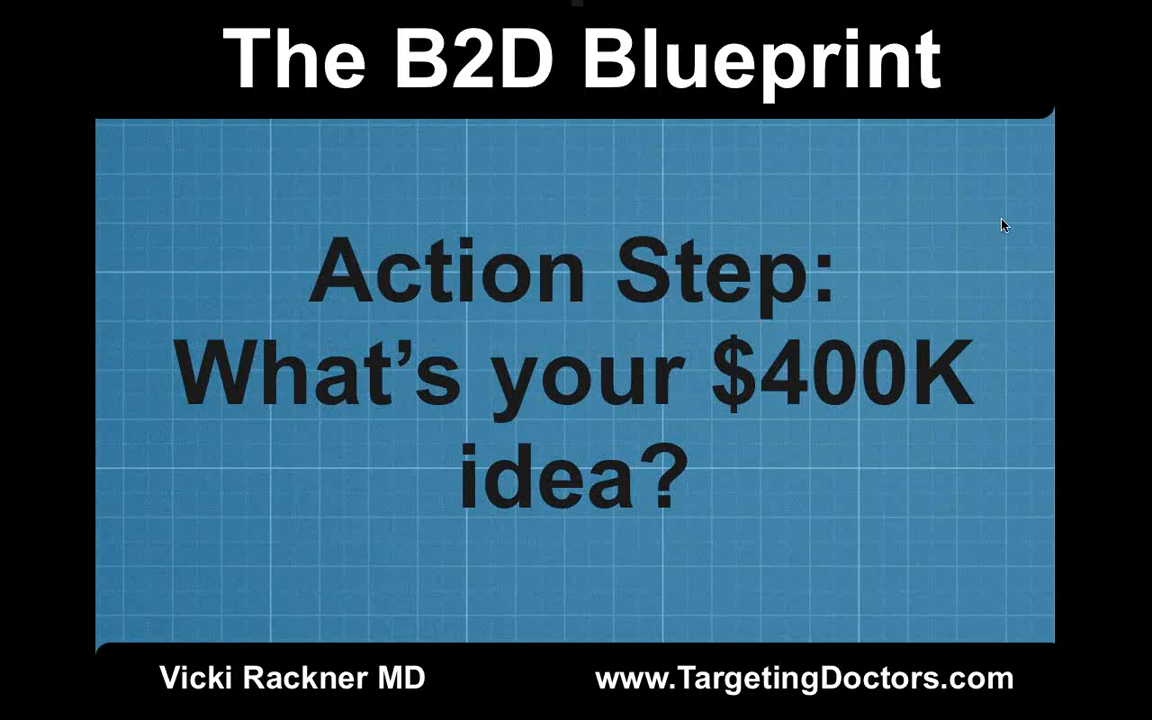 The B2D Blueprint
Action Step:
What’s your $400K
idea?
Vicki Rackner MD
www.TargetingDoctors.com